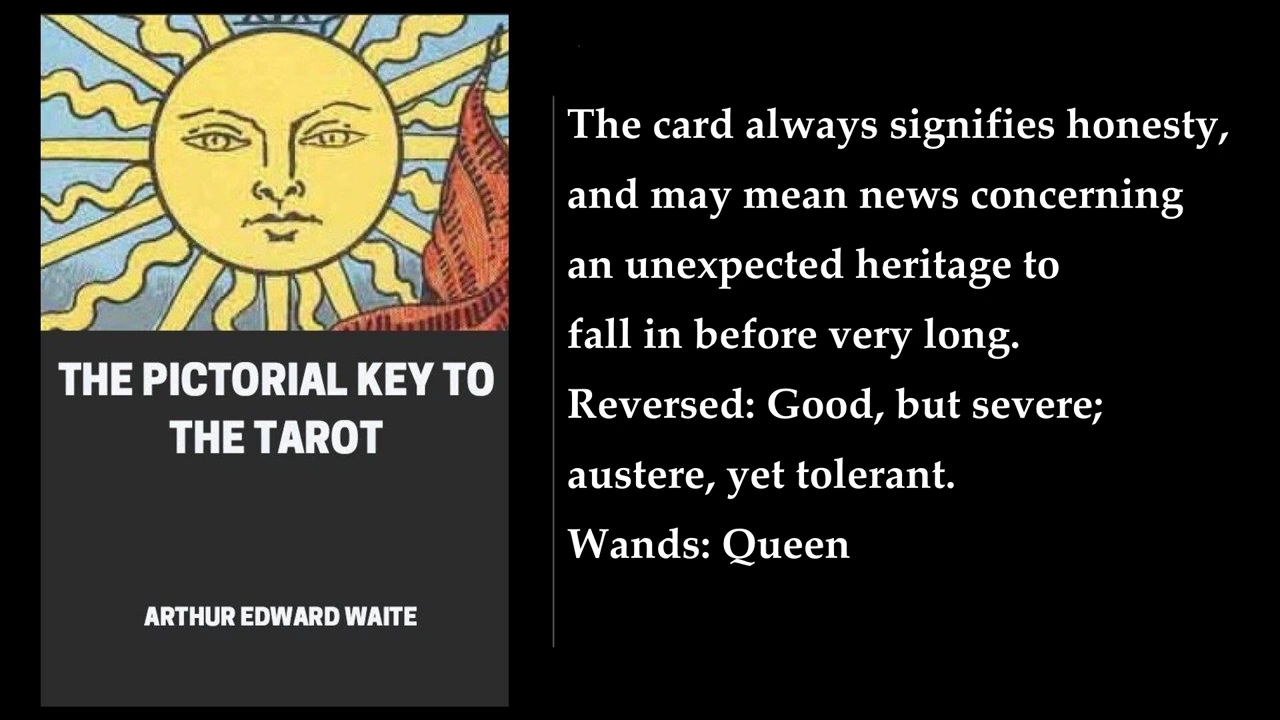 XIX
THE PICTORIAL KEY TO
THE TAROT
ARTHUR EDWARD WAITE
The card always signifies honesty,
and may mean news concerning
an unexpected heritage to
fall in before very long.
Reversed: Good, but severe;
austere, yet tolerant.
Wands: Queen